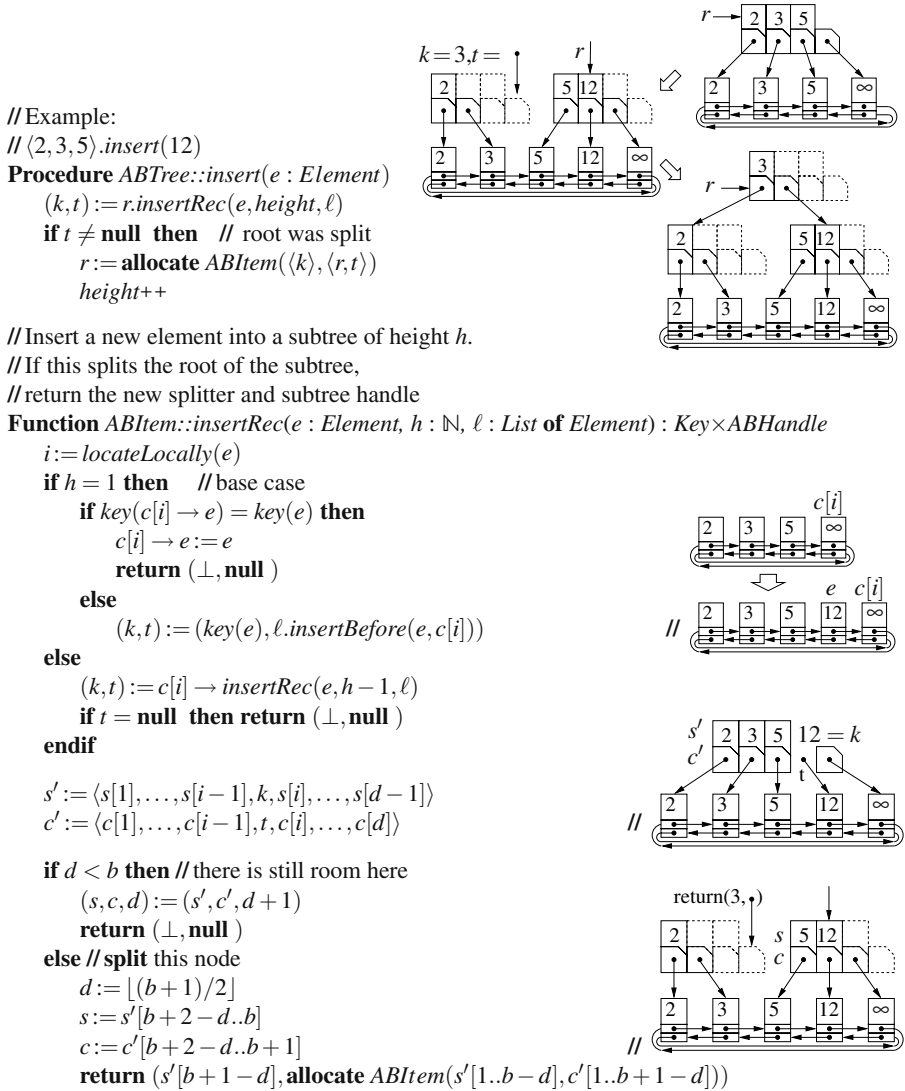 // Example:
// ⟨2,3,5⟩.insert(12)
Procedure ABTree::insert(e : Element)
(k,t) := r.insertRec(e,height,ℓ)
if t ≠ null then // root was split
r := allocate ABItem(⟨k⟩,⟨r,t⟩)
height++
k = 3,t =
r
2
5 12
2 3 5 12 ∞
r
2 3 5
2 3 5 ∞
r
3
2
5 12
2 3 5 12 ∞
// Insert a new element into a subtree of height h.
// If this splits the root of the subtree,
// return the new splitter and subtree handle
Function ABItem::insertRec(e : Element, h : ℕ, ℓ : List of Element) : Key×ABHandle
i := locateLocally(e)
if h = 1 then // base case
if key(c[i] → e) = key(e) then
c[i] → e := e
return (⊥,null )
else
(k,t) := (key(e),ℓ.insertBefore(e,c[i])) //
c[i]
2 3 5 ∞
e c[i]
2 3 5 12 ∞
else
(k,t) := c[i] → insertRec(e,h−1,ℓ)
if t = null then return (⊥,null )
endif
s′ := ⟨s[1],...,s[i−1],k,s[i],...,s[d−1]⟩
c′ := ⟨c[1],...,c[i−1],t,c[i],...,c[d]⟩ //
s′ 2 3 5 12 = k
c′
t
2 3 5 12 ∞
if d < b then // there is still room here
(s,c,d) := (s′,c′,d+1)
return (⊥,null )
else // split this node
d := ⌊(b+1)/2⌋
s := s′[b+2−d..b]
c := c′[b+2−d..b+1] //
return (s′[b+1−d],allocate ABItem(s′[1..b−d],c′[1..b+1−d]))
return(3, )
2
s 5 12
c
2 3 5 12 ∞